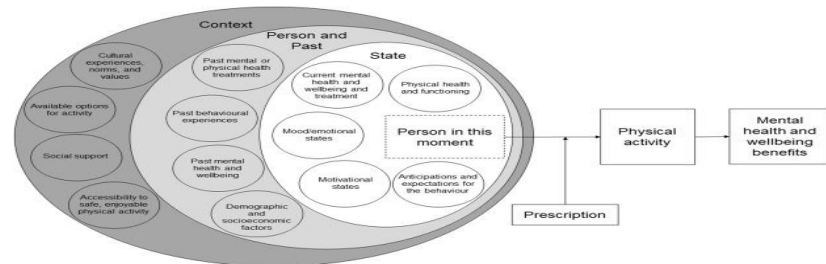 Context
Cultural
experiences,
norms, and
values
Available options
for activity
Social support
Accessibility to
safe, enjoyable
physical activity
Person and
Past
Past mental or
physical health
treatments
Past behavioural
experiences
Past mental
health and
wellbeing
Demographic
and
socioeconomic
factors
State
Current mental
health and
wellbeing and
treatment
Physical health
and functioning
Mood/emotional
states
Person in this
moment
Motivational
states
Anticipations and
expectations for
the behaviour
Prescription
Physical
activity
Mental
health and
wellbeing
benefits